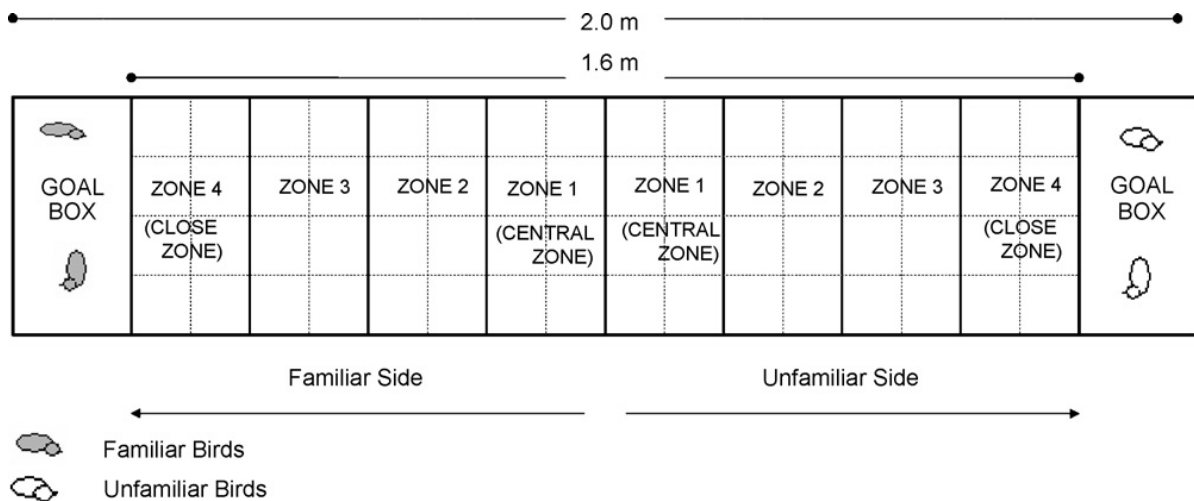 2.0 m
1.6 m
GOAL BOX
ZONE 4
(CLOSE ZONE)
ZONE 3
ZONE 2
ZONE 1
(CENTRAL ZONE)
ZONE 1
(CENTRAL ZONE)
ZONE 2
ZONE 3
ZONE 4
(CLOSE ZONE)
GOAL BOX
Familiar Side
Unfamiliar Side
Familiar Birds
Unfamiliar Birds